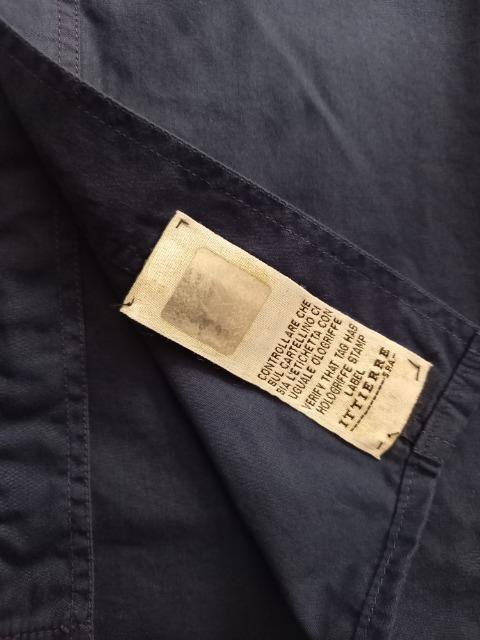 CONTROLLARE CHE
SUL CARTELLINO CI
SIA L'ETICHETTA CON
UGUALE OLOGRIFFE
VERIFY THAT TAG HAS
HOLOGRIFFE STAMP
LABEL
ITTIERRE
S.P.A.